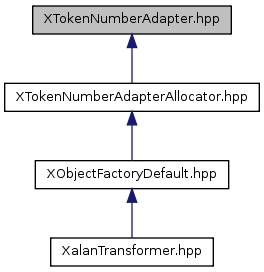 XTokenNumberAdapter.hpp
XTokenNumberAdapterAllocator.hpp
XObjectFactoryDefault.hpp
XalanTransformer.hpp